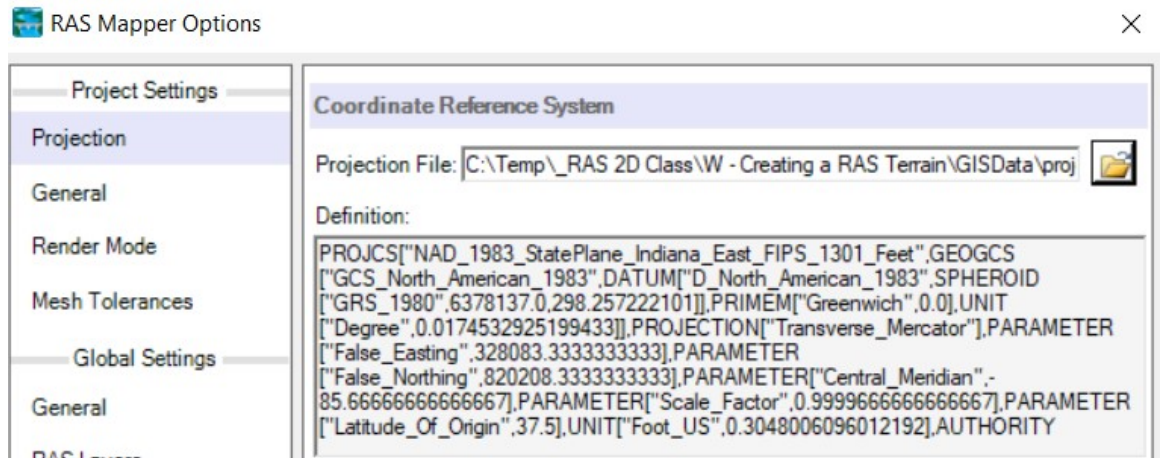 RAS Mapper Options
Project Settings
Projection
General
Render Mode
Mesh Tolerances
Global Settings
General
RAS Layers
Coordinate Reference System
Projection File: C:\Temp\_RAS 2D Class\W - Creating a RAS Terrain\GISData\proj
Definition:
PROJCS["NAD_1983_StatePlane_Indiana_East_FIPS_1301_Feet",GEOGCS
["GCS_North_American_1983",DATUM["D_North_American_1983",SPHEROID
["GRS_1980",6378137.0,298.257222101]],PRIMEM["Greenwich",0.0],UNIT
["Degree",0.0174532925199433]],PROJECTION["Transverse_Mercator"],PARAMETER
["False_Easting",328083.3333333333],PARAMETER
["False_Northing",820208.3333333333],PARAMETER["Central_Meridian",-
85.66666666666667],PARAMETER["Scale_Factor",0.9999666666666667],PARAMETER
["Latitude_Of_Origin",37.5],UNIT["Foot_US",0.3048006096012192],AUTHORITY